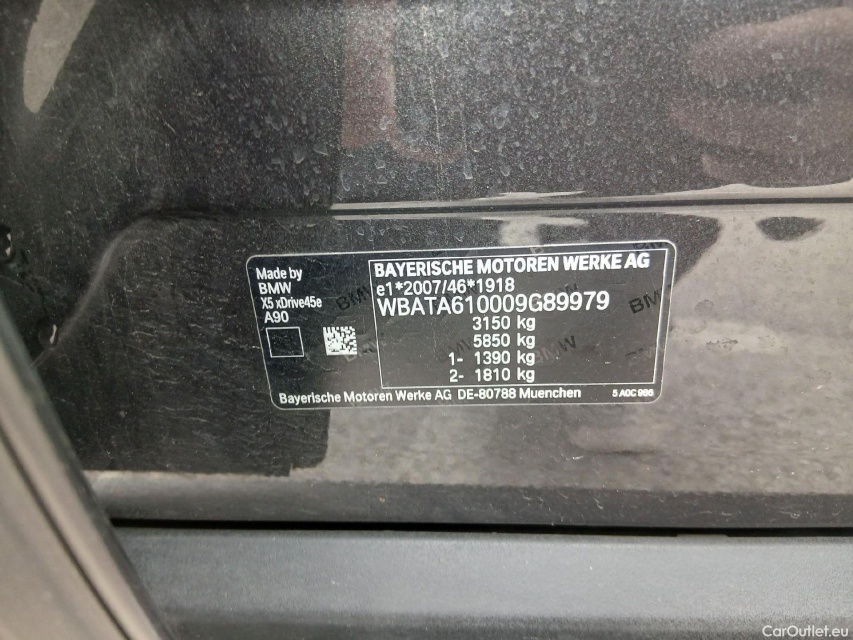 Made by
BMW
X5 xDrive45e
A90
BAYERISCHE MOTOREN WERKE AG
e1*2007/46*1918
WBATA610009G89979
3150 kg
5850 kg
1- 1390 kg
2- 1810 kg
Bayerische Motoren Werke AG DE-80788 Muenchen
5 A0C 986
CarOutlet.eu